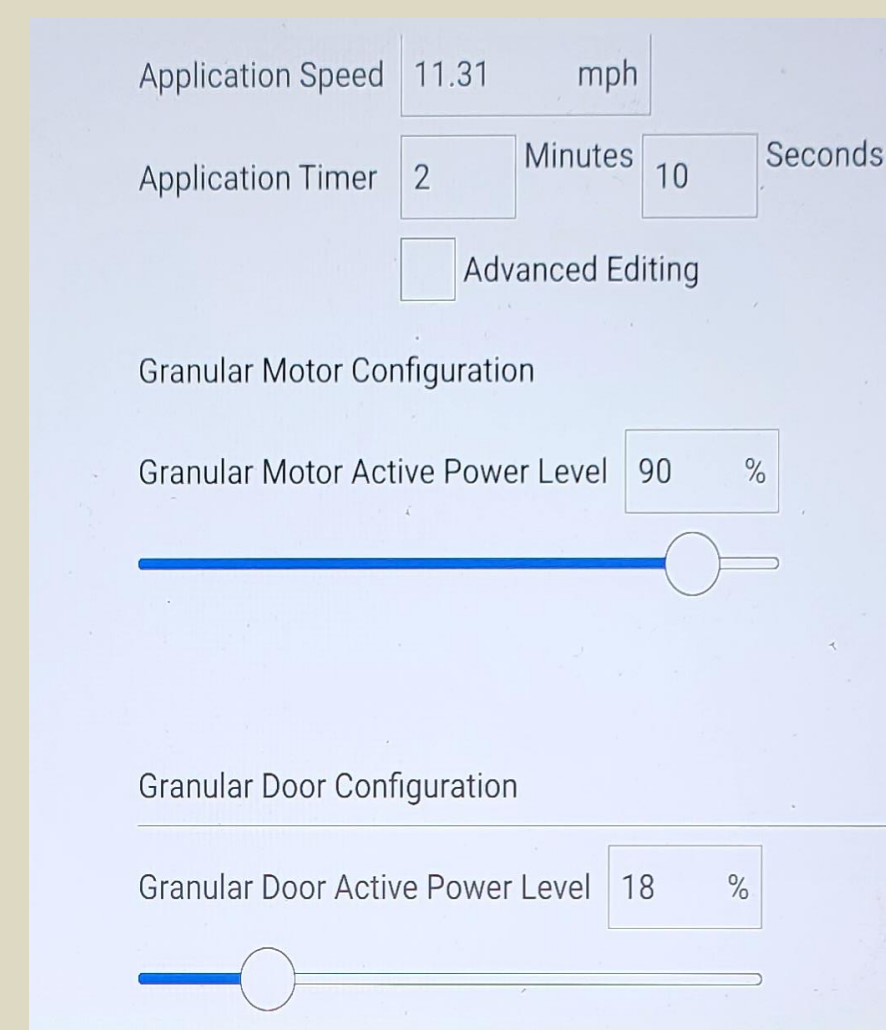 Application Speed 11.31 mph
Application Timer 2 Minutes 10 Seconds
Advanced Editing
Granular Motor Configuration
Granular Motor Active Power Level 90 %
Granular Door Configuration
Granular Door Active Power Level 18 %